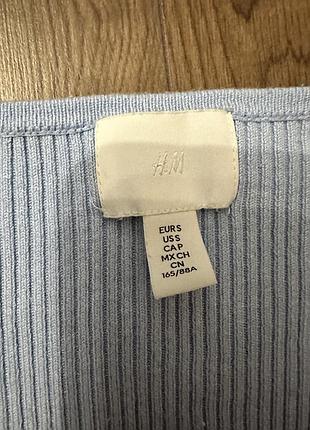 H&M
EUR S
US S
CA P
MX CH
CN
165/88A